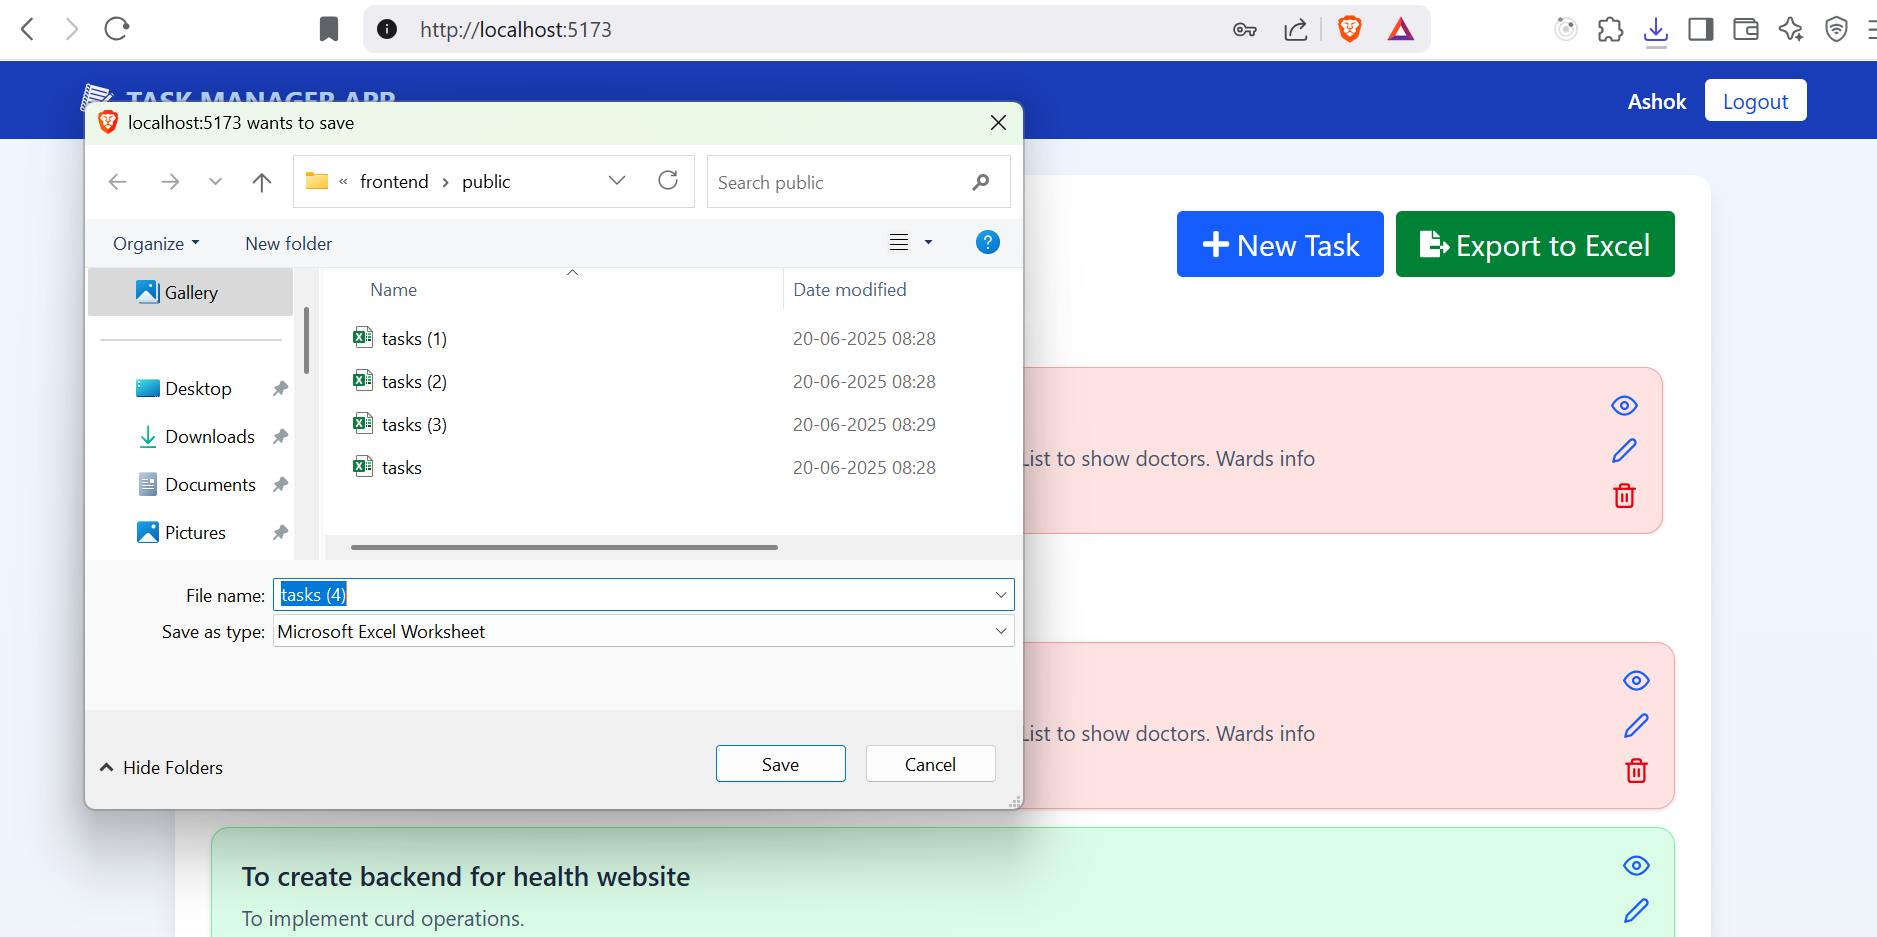 http://localhost:5173
TASK MANAGER APP
Ashok
Logout
localhost:5173 wants to save
« frontend › public
Search public
Organize
New folder
?
New Task
Export to Excel
Gallery
Name
Date modified
tasks (1)
20-06-2025 08:28
tasks (2)
20-06-2025 08:28
tasks (3)
20-06-2025 08:29
tasks
20-06-2025 08:28
Desktop
Downloads
Documents
Pictures
List to show doctors. Wards info
File name:
tasks (4)
Save as type:
Microsoft Excel Worksheet
List to show doctors. Wards info
Hide Folders
Save
Cancel
To create backend for health website
To implement curd operations.